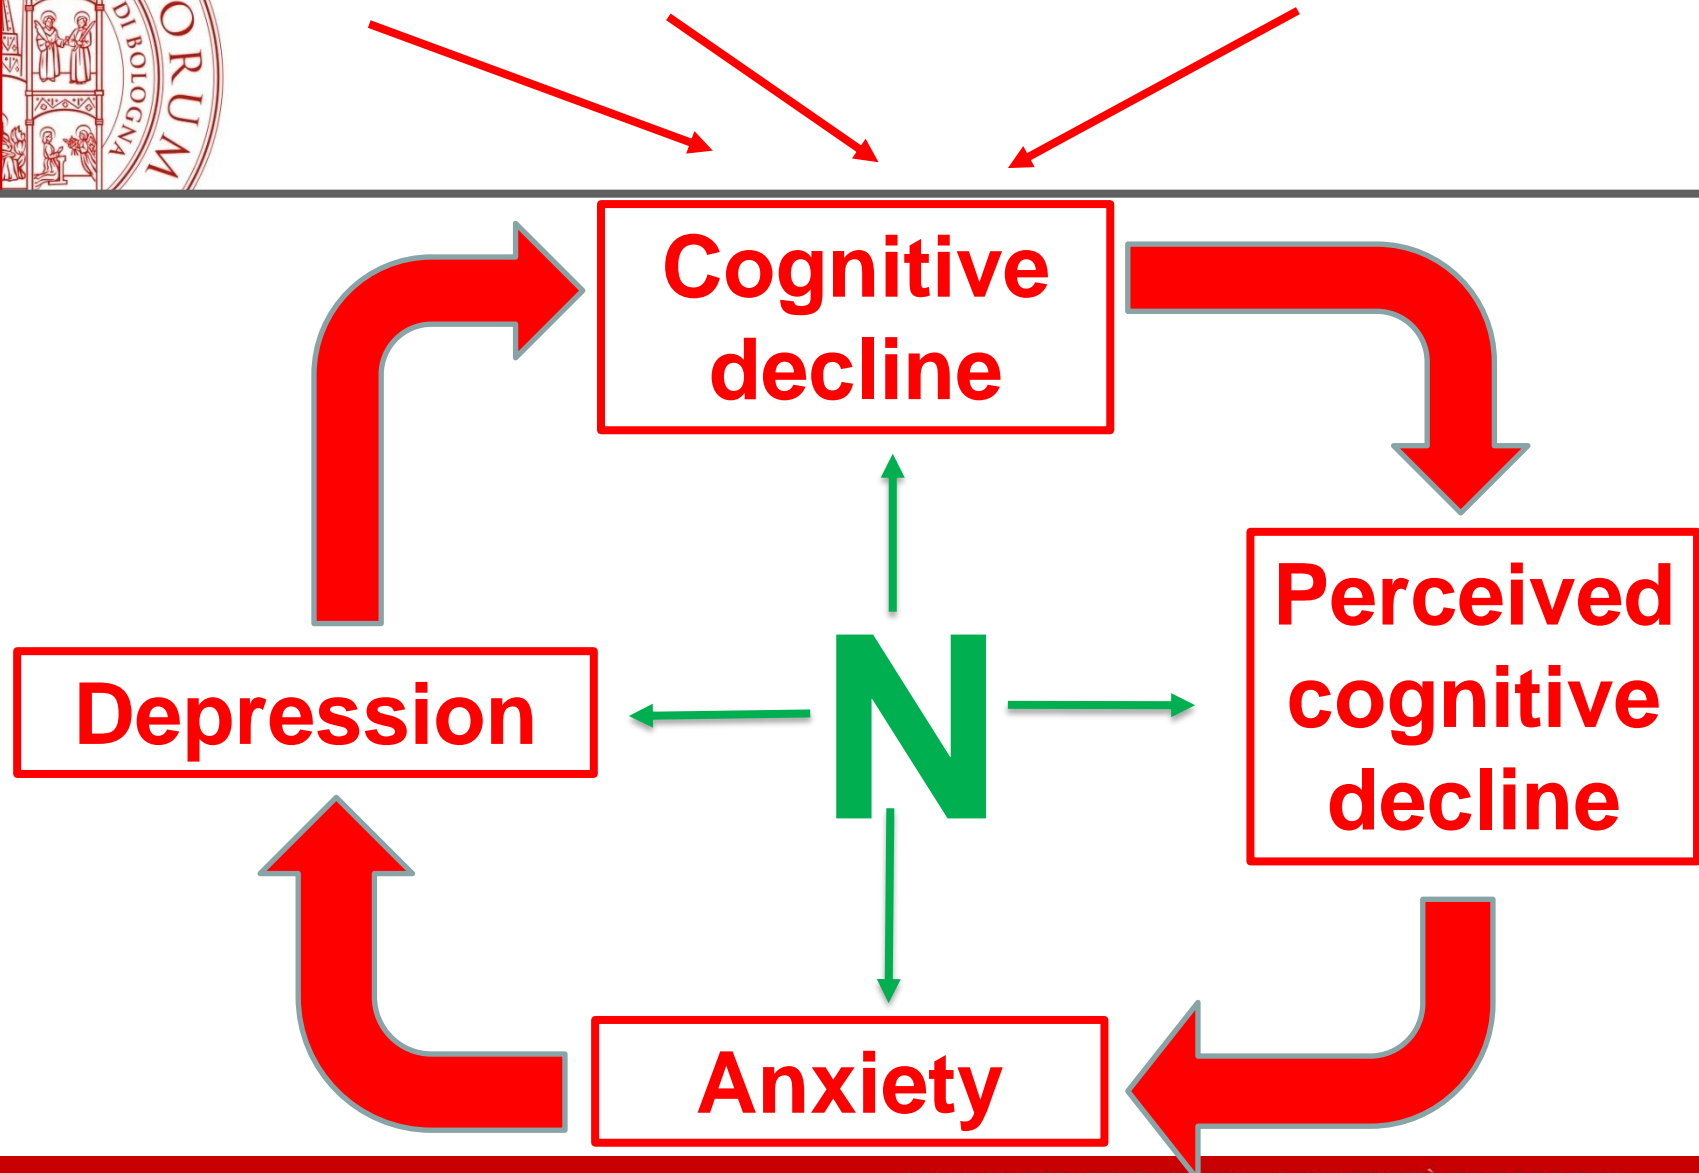 ORUM
DI BOLOGNA
Cognitive
decline
Perceived
cognitive
decline
Depression
N
Anxiety